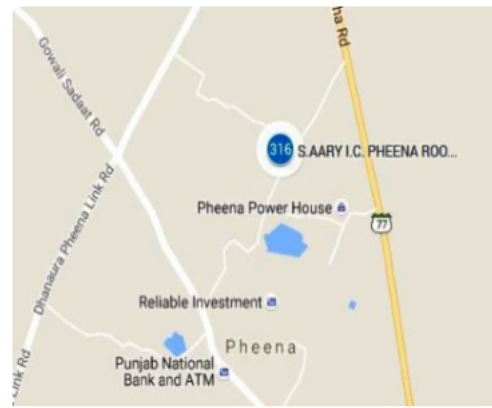 ha Rd
Gowali Sadaat Rd
316
S.AARY I.C. PHEENA ROO...
Dhanaura Pheena Link Rd
Pheena Power House
77
Reliable Investment
Link Rd
Pheena
Punjab National
Bank and ATM